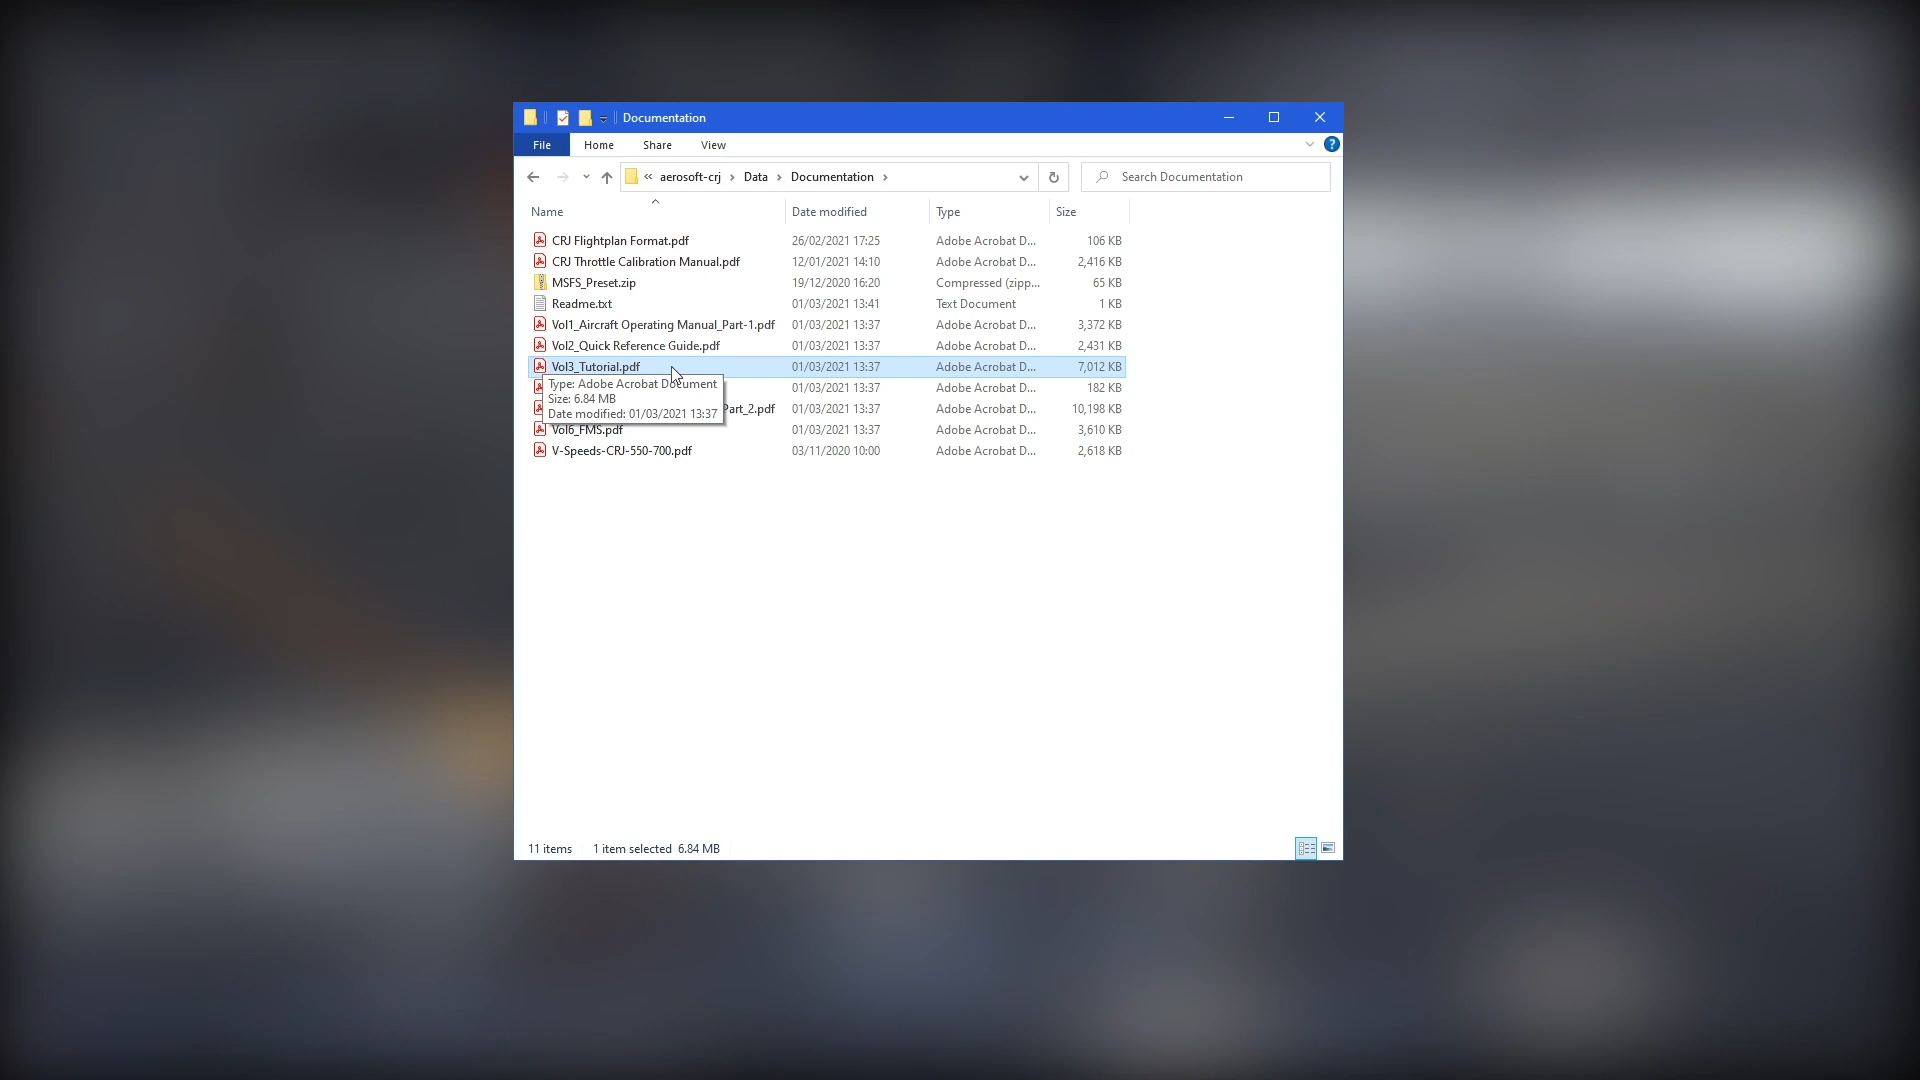 Documentation
File Home Share View
« aerosoft-crj > Data > Documentation >
Search Documentation
Name Date modified Type Size
CRJ Flightplan Format.pdf 26/02/2021 17:25 Adobe Acrobat D... 106 KB
CRJ Throttle Calibration Manual.pdf 12/01/2021 14:10 Adobe Acrobat D... 2,416 KB
MSFS_Preset.zip 19/12/2020 16:20 Compressed (zipp... 65 KB
Readme.txt 01/03/2021 13:41 Text Document 1 KB
Vol1_Aircraft Operating Manual_Part-1.pdf 01/03/2021 13:37 Adobe Acrobat D... 3,372 KB
Vol2_Quick Reference Guide.pdf 01/03/2021 13:37 Adobe Acrobat D... 2,431 KB
Vol3_Tutorial.pdf 01/03/2021 13:37 Adobe Acrobat D... 7,012 KB
01/03/2021 13:37 Adobe Acrobat D... 182 KB
Part_2.pdf 01/03/2021 13:37 Adobe Acrobat D... 10,198 KB
Type: Adobe Acrobat Document
Size: 6.84 MB
Date modified: 01/03/2021 13:37
Vol6_FMS.pdf 01/03/2021 13:37 Adobe Acrobat D... 3,610 KB
V-Speeds-CRJ-550-700.pdf 03/11/2020 10:00 Adobe Acrobat D... 2,618 KB
11 items 1 item selected 6.84 MB